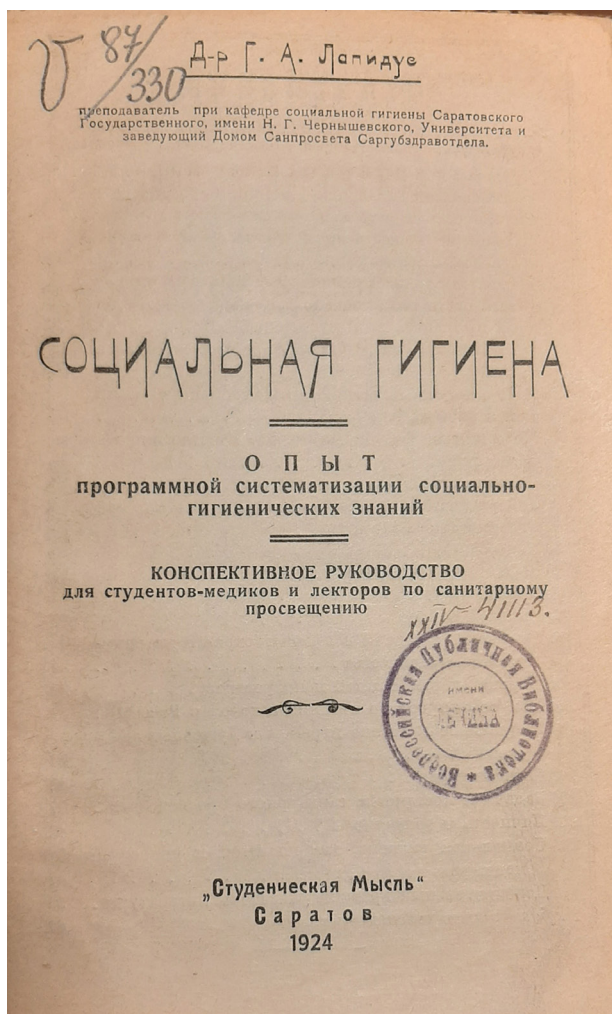 87/330
Д-р Г. А. Лапидус
преподаватель при кафедре социальной гигиены Саратовского
Государственного, имени Н. Г. Чернышевского, Университета и
заведующий Домом Санпросвета Саргубздравотдела.
СОЦИАЛЬНАЯ ГИГИЕНА
ОПЫТ
программной систематизации социально-
гигиенических знаний
КОНСПЕКТИВНОЕ РУКОВОДСТВО
для студентов-медиков и лекторов по санитарному
просвещению
XXIV-41113.
Всероссийская Публичная Библиотека
имени
„Студенческая Мысль“
Саратов
1924